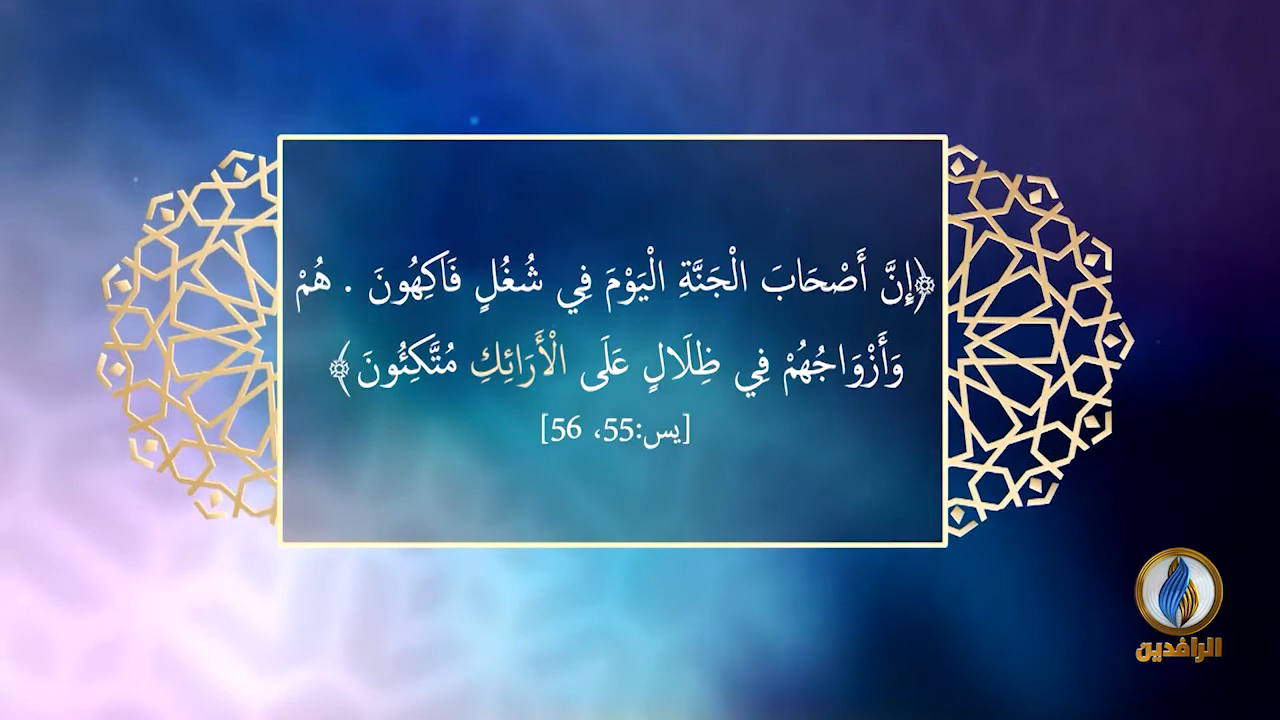 ﴿إِنَّ أَصْحَابَ الْجَنَّةِ الْيَوْمَ فِي شُغُلٍ فَاكِهُونَ . هُمْ
وَأَزْوَاجُهُمْ فِي ظِلَالٍ عَلَى الْأَرَائِكِ مُتَّكِئُونَ﴾
[يس:55، 56]
الرافدين